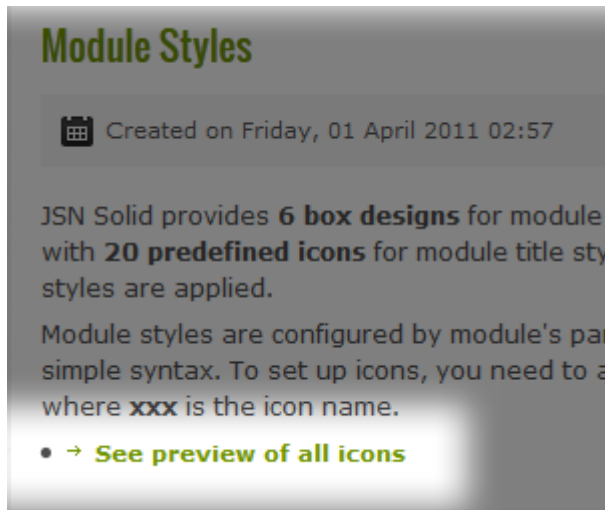 Module Styles
Created on Friday, 01 April 2011 02:57
JSN Solid provides 6 box designs for module
with 20 predefined icons for module title sty
styles are applied.
Module styles are configured by module's par
simple syntax. To set up icons, you need to a
where xxx is the icon name.
• → See preview of all icons